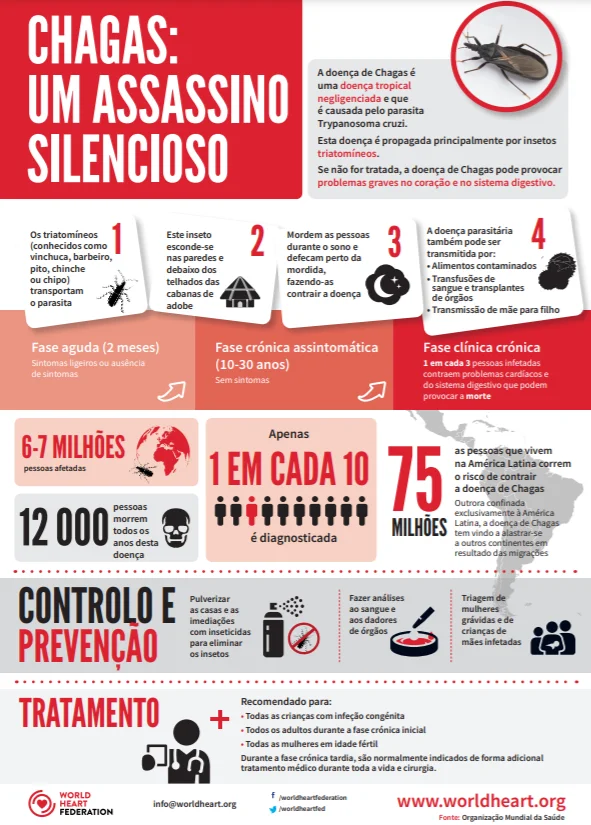 CHAGAS:
UM ASSASSINO
SILENCIOSO
A doença de Chagas é
uma doença tropical
negligenciada e que
é causada pelo parasita
Trypanosoma cruzi.
Esta doença é propagada principalmente por insetos
triatomíneos.
Se não for tratada, a doença de Chagas pode provocar
problemas graves no coração e no sistema digestivo.
1
Os triatomíneos
(conhecidos como
vinchuca, barbeiro,
pito, chinche
ou chipo)
transportam
o parasita
2
Este inseto
esconde-se
nas paredes e
debaixo dos
telhados das
cabanas de
adobe
3
Mordem as pessoas
durante o sono e
defecam perto da
mordida,
fazendo-as
contrair a doença
4
A doença parasitária
também pode ser
transmitida por:
• Alimentos contaminados
• Transfusões de
sangue e transplantes
de órgãos
• Transmissão de mãe para filho
Fase aguda (2 meses)
Sintomas ligeiros ou ausência
de sintomas
Fase crónica assintomática
(10-30 anos)
Sem sintomas
Fase clínica crónica
1 em cada 3 pessoas infetadas
contraem problemas cardíacos e
do sistema digestivo que podem
provocar a morte
6-7 MILHÕES
pessoas afetadas
12 000
pessoas
morrem
todos os
anos desta
doença
Apenas
1 EM CADA 10
é diagnosticada
75
MILHÕES
as pessoas que vivem
na América Latina correm
o risco de contrair
a doença de Chagas
Outrora confinada
exclusivamente à América
Latina, a doença de Chagas
tem vindo a alastrar-se
a outros continentes em
resultado das migrações
CONTROLO E
PREVENÇÃO
Pulverizar
as casas e as
imediações
com inseticidas
para eliminar
os insetos
Fazer análises
ao sangue e
aos dadores
de órgãos
Triagem de
mulheres
grávidas e de
crianças de
mães infetadas
TRATAMENTO
Recomendado para:
• Todas as crianças com infeção congénita
• Todos os adultos durante a fase crónica inicial
• Todas as mulheres em idade fértil
Durante a fase crónica tardia, são normalmente indicados de forma adicional
tratamento médico durante toda a vida e cirurgia.
WORLD
HEART
FEDERATION
info@worldheart.org
f /worldheartfederation
/worldheartfed
www.worldheart.org
Fonte: Organização Mundial da Saúde